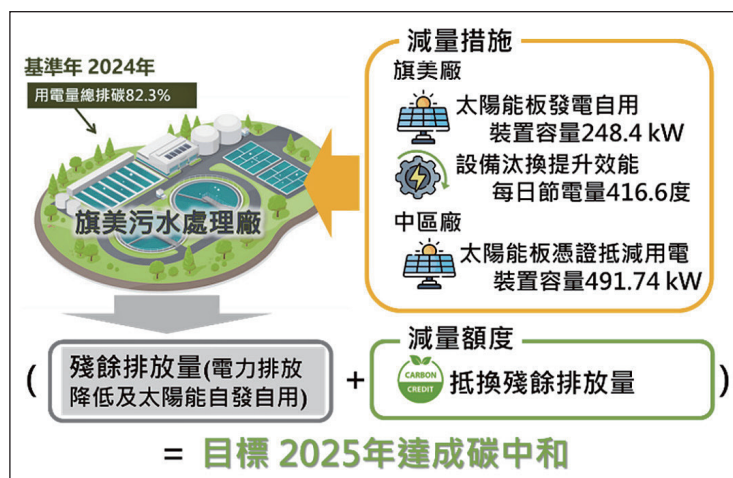 減量措施
基準年 2024年
用電量總排碳82.3%
旗美污水處理廠
旗美廠
太陽能板發電自用
裝置容量248.4 kW
設備汰換提升效能
每日節電量416.6度
中區廠
太陽能板憑證抵減用電
裝置容量491.74 kW
(
殘餘排放量(電力排放
降低及太陽能自發自用)
+
減量額度
CARBON
CREDIT
抵換殘餘排放量
)
= 目標 2025年達成碳中和